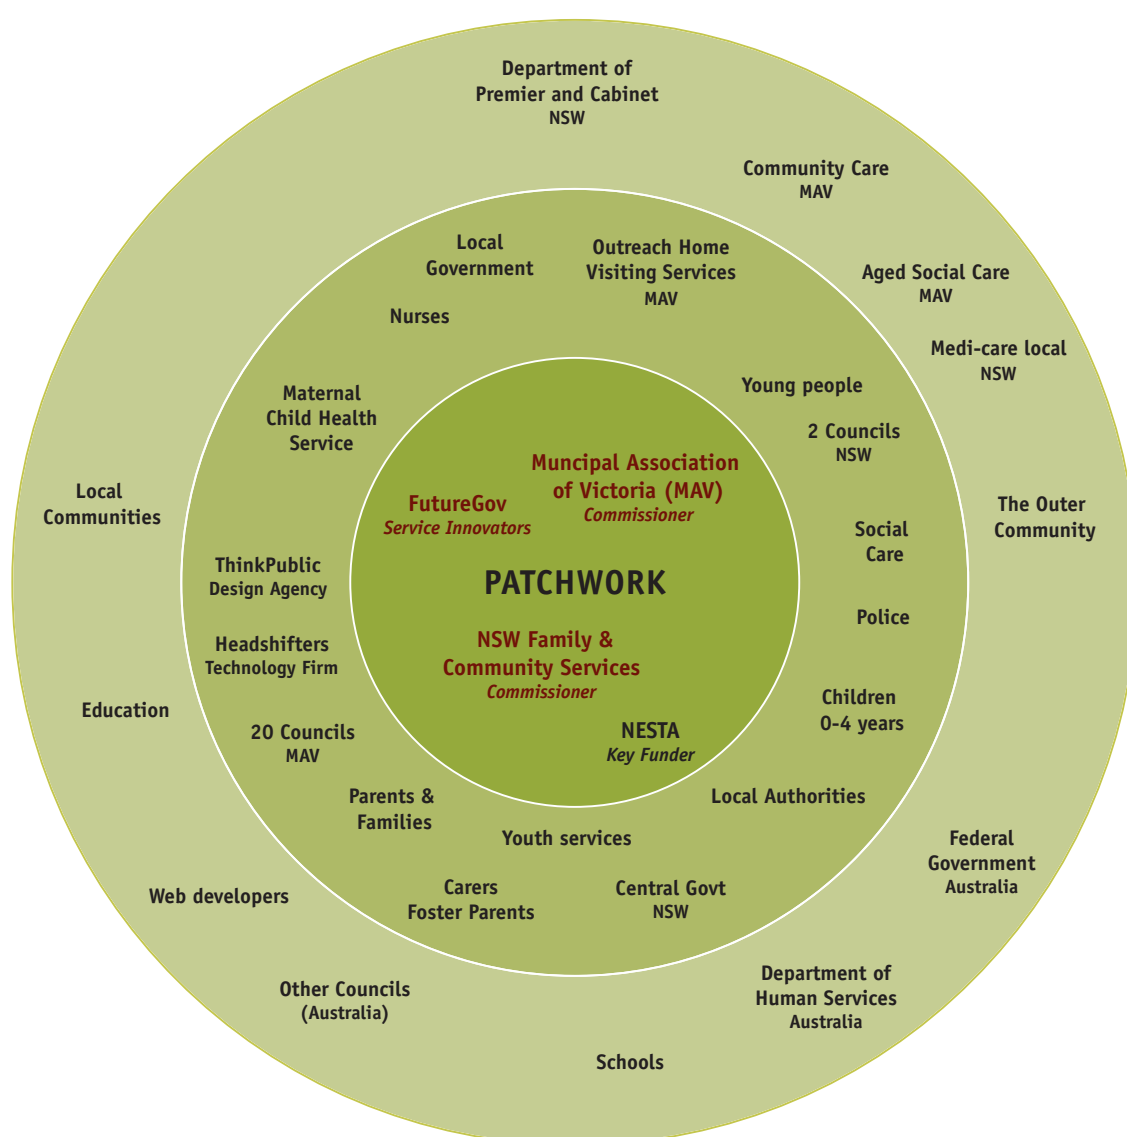 Department of
Premier and Cabinet
NSW
Community Care
MAV
Local
Government
Outreach Home
Visiting Services
MAV
Aged Social Care
MAV
Nurses
Medi-care local
NSW
Young people
Maternal
Child Health
Service
2 Councils
NSW
Muncipal Association
of Victoria (MAV)
Commissioner
FutureGov
Service Innovators
Local
Communities
The Outer
Community
Social
Care
ThinkPublic
Design Agency
PATCHWORK
Police
Headshifters
Technology Firm
NSW Family &
Community Services
Commissioner
Education
Children
0-4 years
20 Councils
MAV
NESTA
Key Funder
Parents &
Families
Local Authorities
Youth services
Federal
Government
Australia
Web developers
Carers
Foster Parents
Central Govt
NSW
Other Councils
(Australia)
Department of
Human Services
Australia
Schools